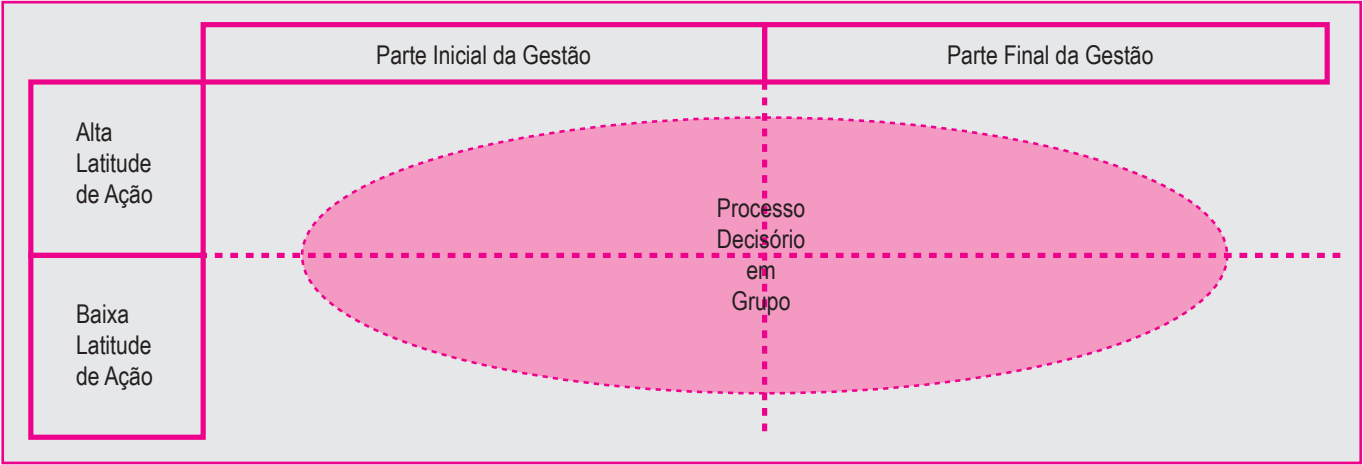 Parte Inicial da Gestão
Parte Final da Gestão
Alta
Latitude
de Ação
Processo
Decisório
em
Grupo
Baixa
Latitude
de Ação